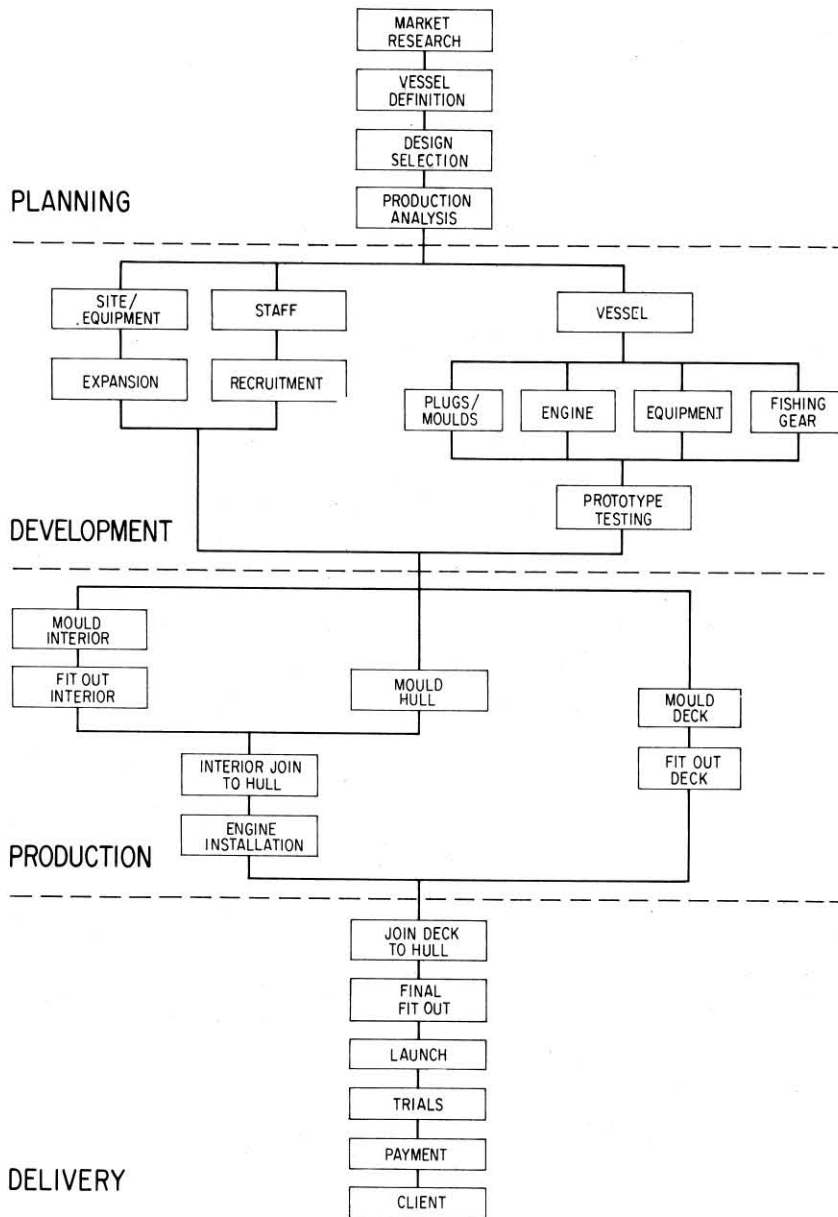 MARKET
RESEARCH
VESSEL
DEFINITION
DESIGN
SELECTION
PRODUCTION
ANALYSIS
PLANNING
SITE/
EQUIPMENT
STAFF
VESSEL
EXPANSION
RECRUITMENT
PLUGS/
MOULDS
ENGINE
EQUIPMENT
FISHING
GEAR
PROTOTYPE
TESTING
DEVELOPMENT
MOULD
INTERIOR
FIT OUT
INTERIOR
MOULD
HULL
MOULD
DECK
INTERIOR JOIN
TO HULL
FIT OUT
DECK
ENGINE
INSTALLATION
PRODUCTION
JOIN DECK
TO HULL
FINAL
FIT OUT
LAUNCH
TRIALS
PAYMENT
DELIVERY
CLIENT